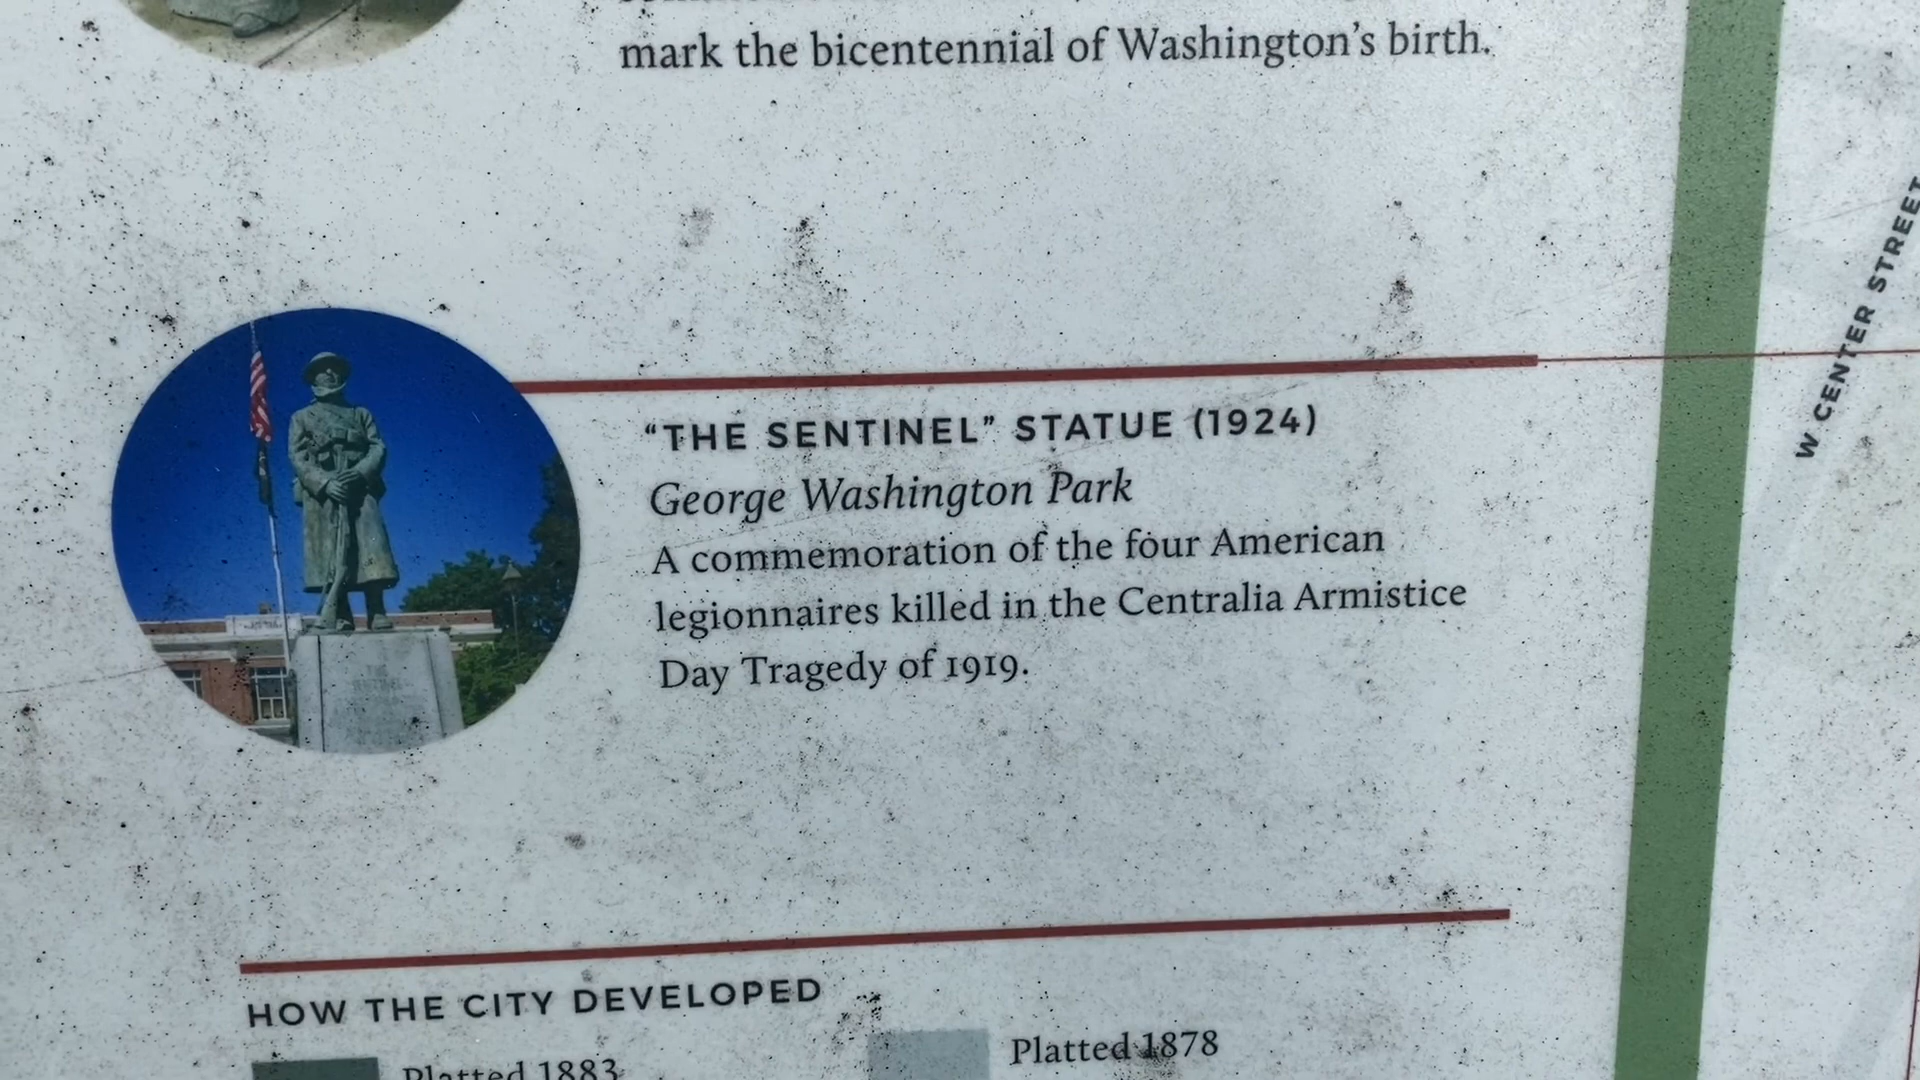 mark the bicentennial of Washington's birth.
"THE SENTINEL" STATUE (1924)
George Washington Park
A commemoration of the four American
legionnaires killed in the Centralia Armistice
Day Tragedy of 1919.
W CENTER STREET
HOW THE CITY DEVELOPED
Platted 1883
Platted 1878